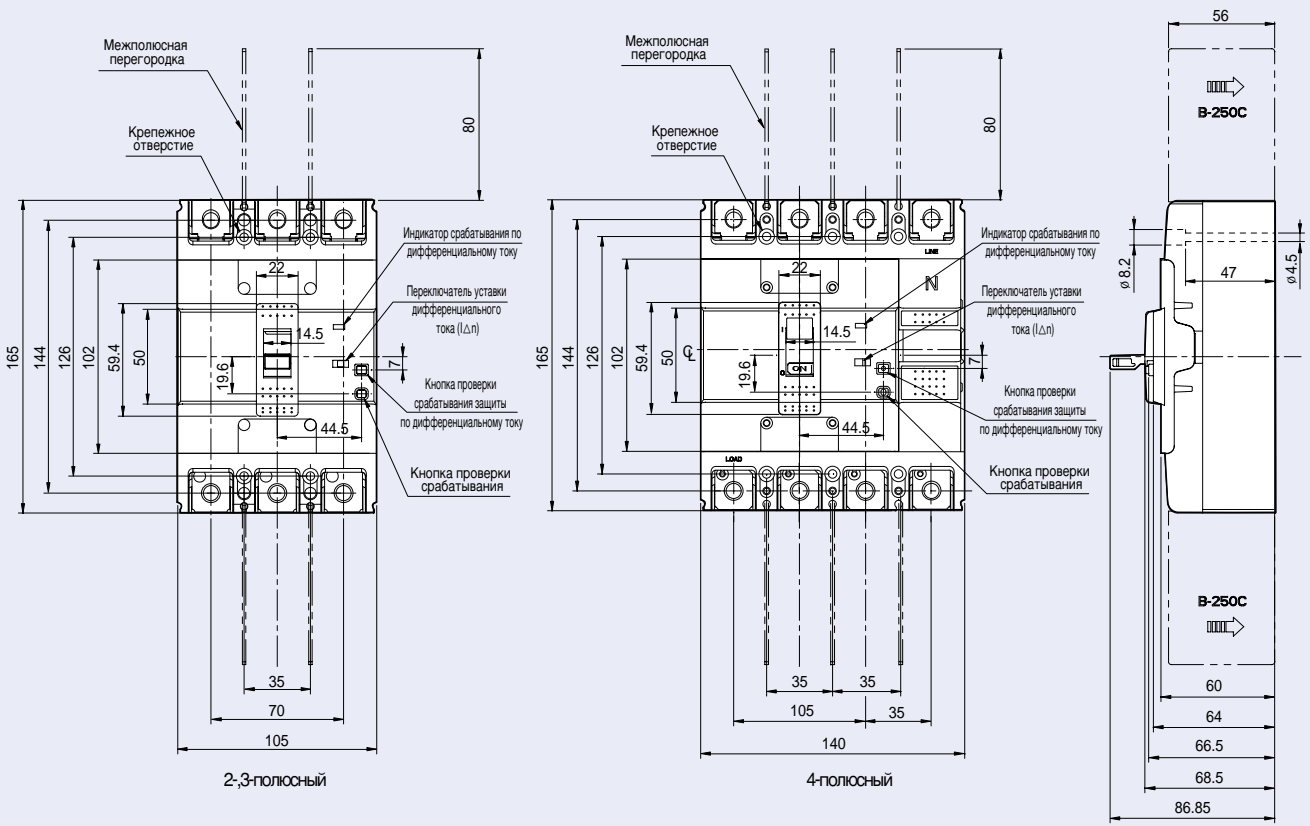 Межполюсная
перегородка
Крепежное
отверстие
80
165
144
126
102
59.4
50
22
14.5
19.6
7
44.5
Индикатор срабатывания по
дифференциальному току
Переключатель уставки
дифференциального
тока (I△n)
Кнопка проверки
срабатывания защиты
по дифференциальному току
Кнопка проверки
срабатывания
35
70
105
2-,3-полюсный
Межполюсная
перегородка
Крепежное
отверстие
80
LINE
N
165
144
126
102
59.4
50
22
14.5
I
ON
O
19.6
7
44.5
LOAD
Индикатор срабатывания по
дифференциальному току
Переключатель уставки
дифференциального
тока (I△n)
Кнопка проверки
срабатывания защиты
по дифференциальному току
Кнопка проверки
срабатывания
35
35
105
35
140
4-полюсный
56
B-250C
ø8.2
47
ø4.5
B-250C
60
64
66.5
68.5
86.85